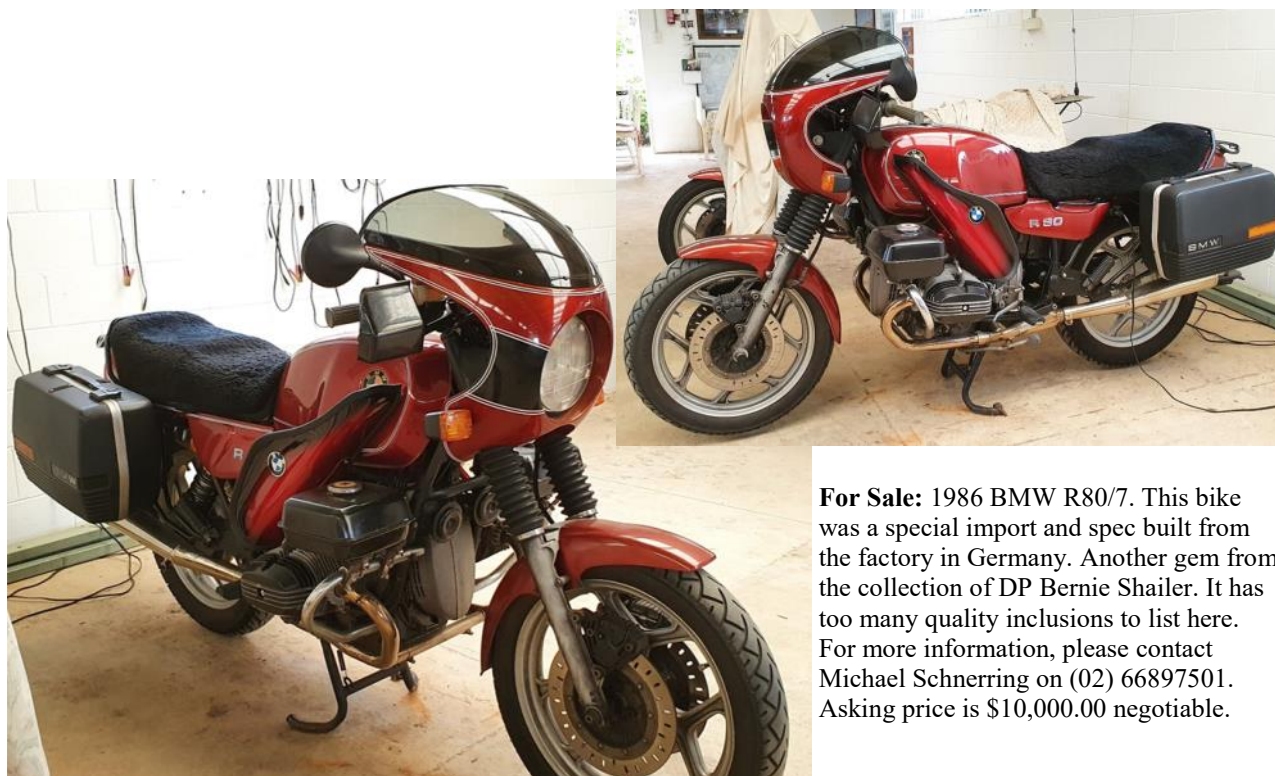 R 80
BMW
For Sale: 1986 BMW R80/7. This bike
was a special import and spec built from
the factory in Germany. Another gem from
the collection of DP Bernie Shailer. It has
too many quality inclusions to list here.
For more information, please contact
Michael Schnerring on (02) 66897501.
Asking price is $10,000.00 negotiable.